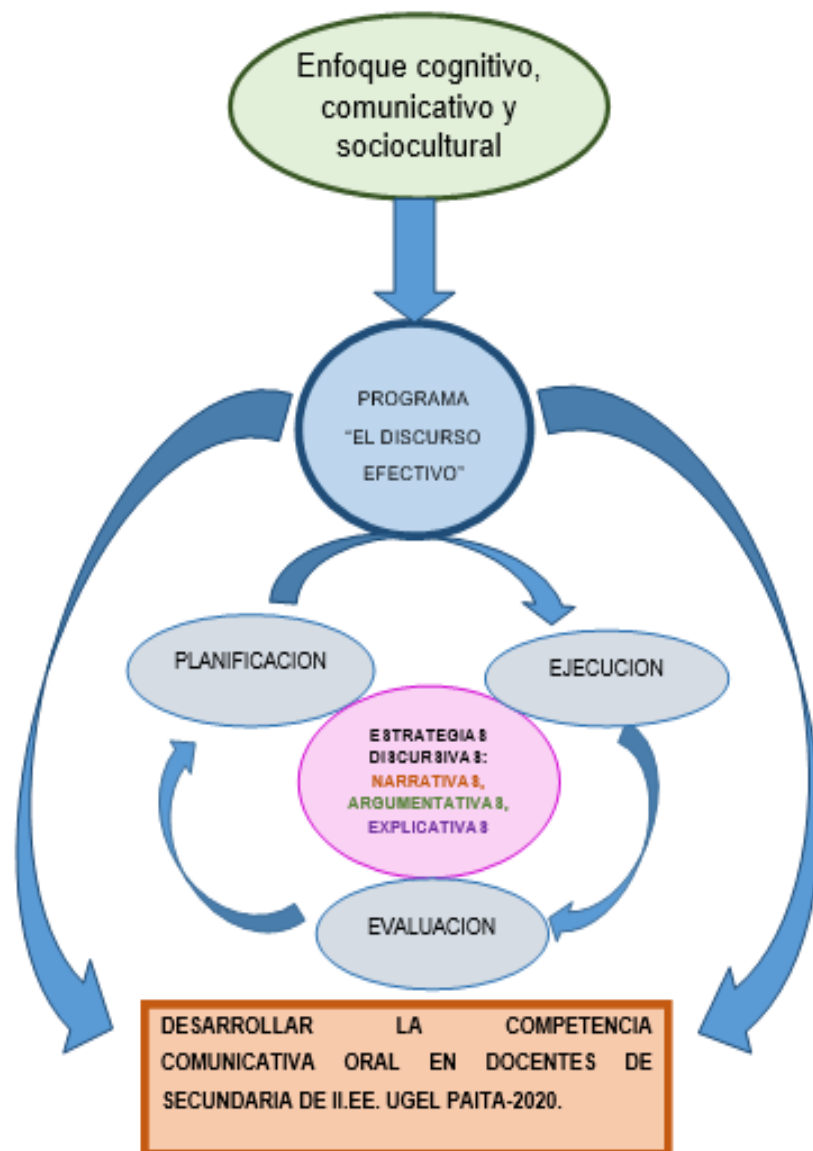 Enfoque cognitivo,
comunicativo y
sociocultural
PROGRAMA
“EL DISCURSO
EFECTIVO”
PLANIFICACION
EJECUCION
ESTRATEGIAS
DISCURSIVAS:
NARRATIVAS,
ARGUMENTATIVAS,
EXPLICATIVAS
EVALUACION
DESARROLLAR LA COMPETENCIA
COMUNICATIVA ORAL EN DOCENTES DE
SECUNDARIA DE II.EE. UGEL PAITA-2020.